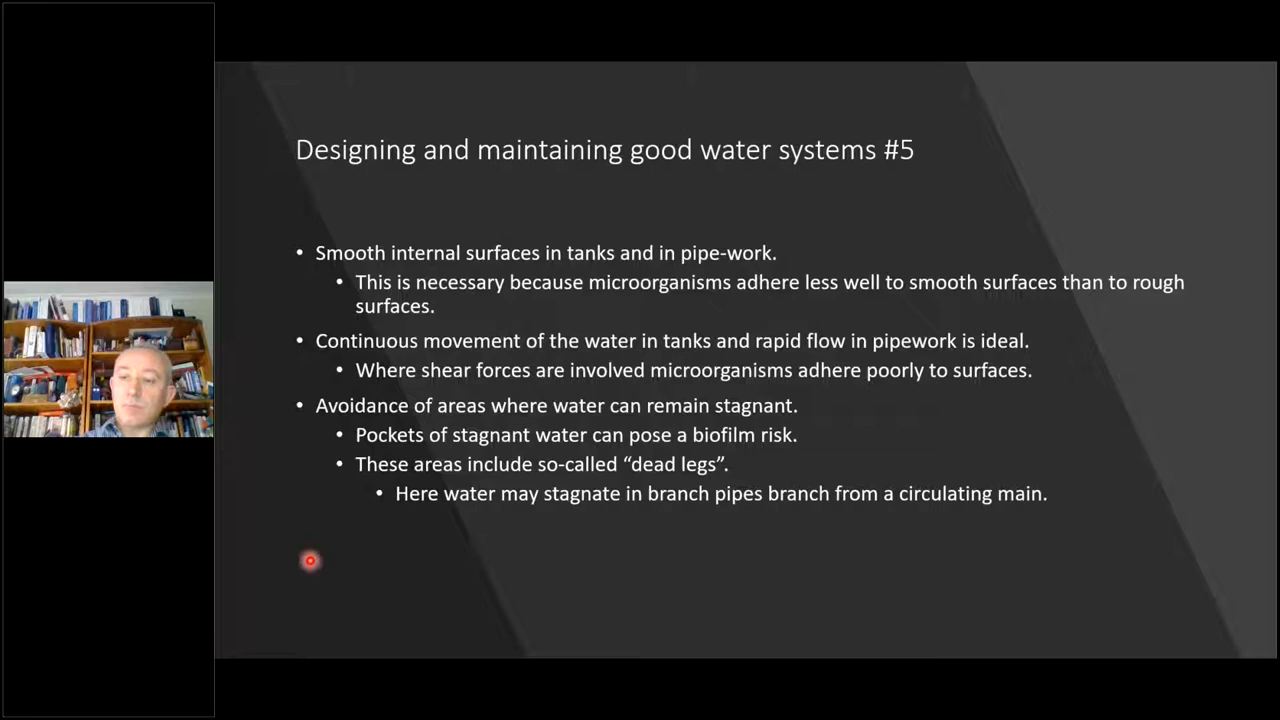 Designing and maintaining good water systems #5
• Smooth internal surfaces in tanks and in pipe-work.
• This is necessary because microorganisms adhere less well to smooth surfaces than to rough
surfaces.
• Continuous movement of the water in tanks and rapid flow in pipework is ideal.
• Where shear forces are involved microorganisms adhere poorly to surfaces.
• Avoidance of areas where water can remain stagnant.
• Pockets of stagnant water can pose a biofilm risk.
• These areas include so-called “dead legs”.
• Here water may stagnate in branch pipes branch from a circulating main.